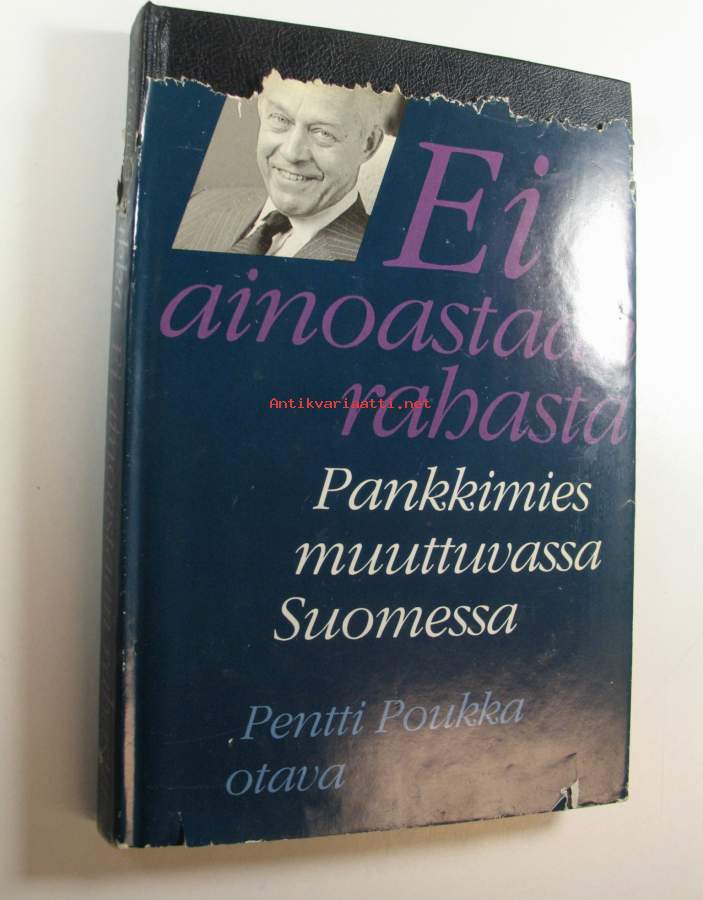 Ei
ainoastaan
rahasta
Antikvariaatti.net
Pankkimies
muuttuvassa
Suomessa
Pentti Poukka
otava